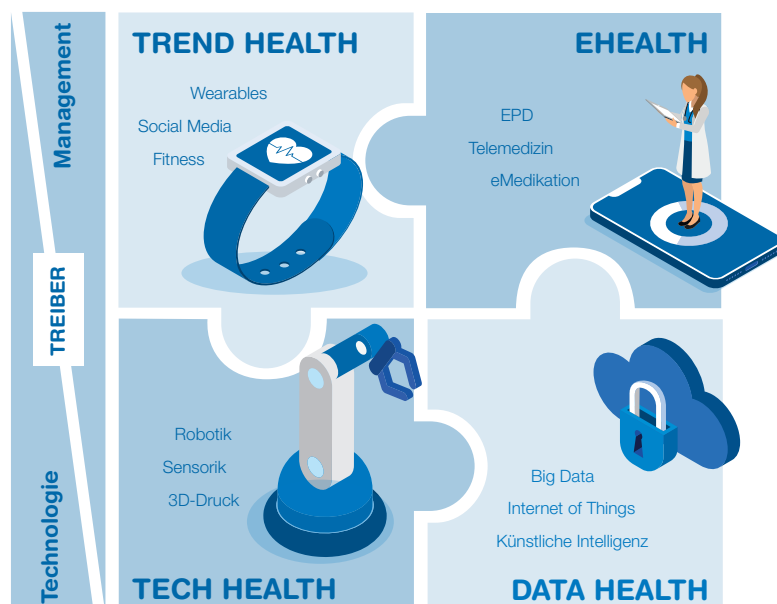 Management
TREIBER
Technologie
TREND HEALTH
Wearables
Social Media
Fitness
EHEALTH
EPD
Telemedizin
eMedikation
Robotik
Sensorik
3D-Druck
TECH HEALTH
Big Data
Internet of Things
Künstliche Intelligenz
DATA HEALTH